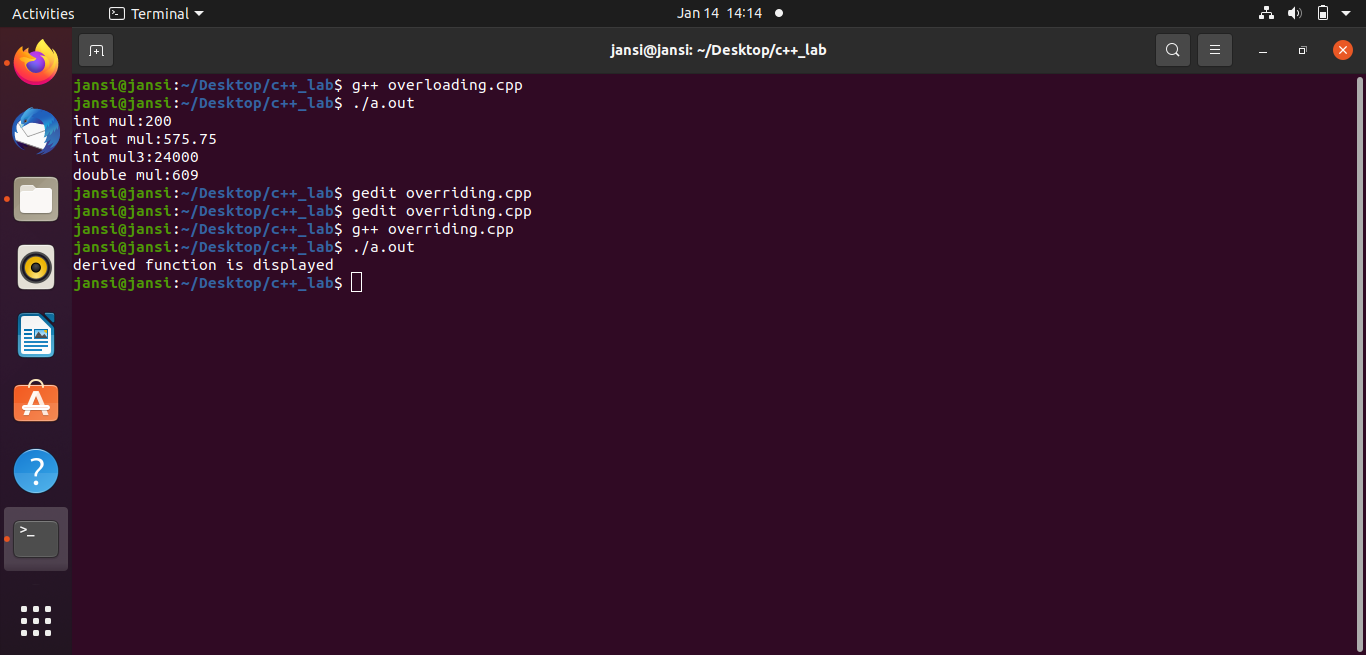 Activities Terminal Jan 14 14:14
jansi@jansi: ~/Desktop/c++_lab
jansi@jansi:~/Desktop/c++_lab$ g++ overloading.cpp
jansi@jansi:~/Desktop/c++_lab$ ./a.out
int mul:200
float mul:575.75
int mul3:24000
double mul:609
jansi@jansi:~/Desktop/c++_lab$ gedit overriding.cpp
jansi@jansi:~/Desktop/c++_lab$ gedit overriding.cpp
jansi@jansi:~/Desktop/c++_lab$ g++ overriding.cpp
jansi@jansi:~/Desktop/c++_lab$ ./a.out
derived function is displayed
jansi@jansi:~/Desktop/c++_lab$